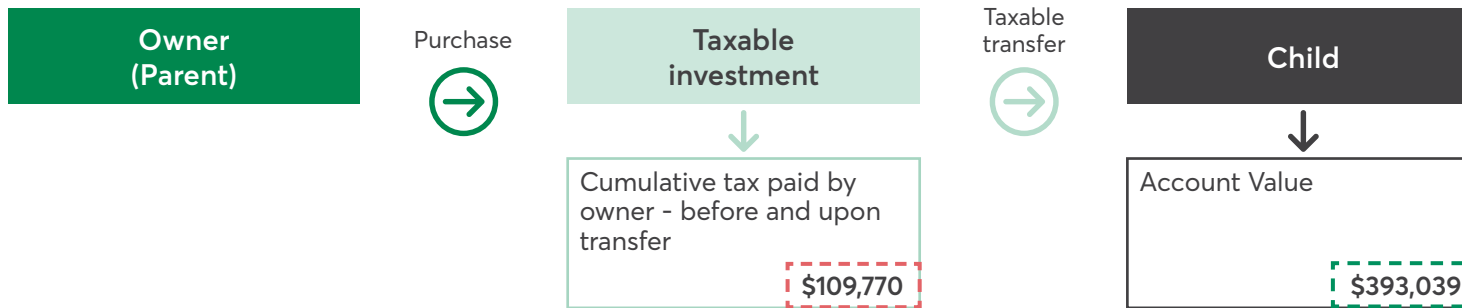 Owner
(Parent)
Purchase
Taxable
investment
Taxable
transfer
Child
Cumulative tax paid by
owner - before and upon
transfer
$109,770
Account Value
$393,039